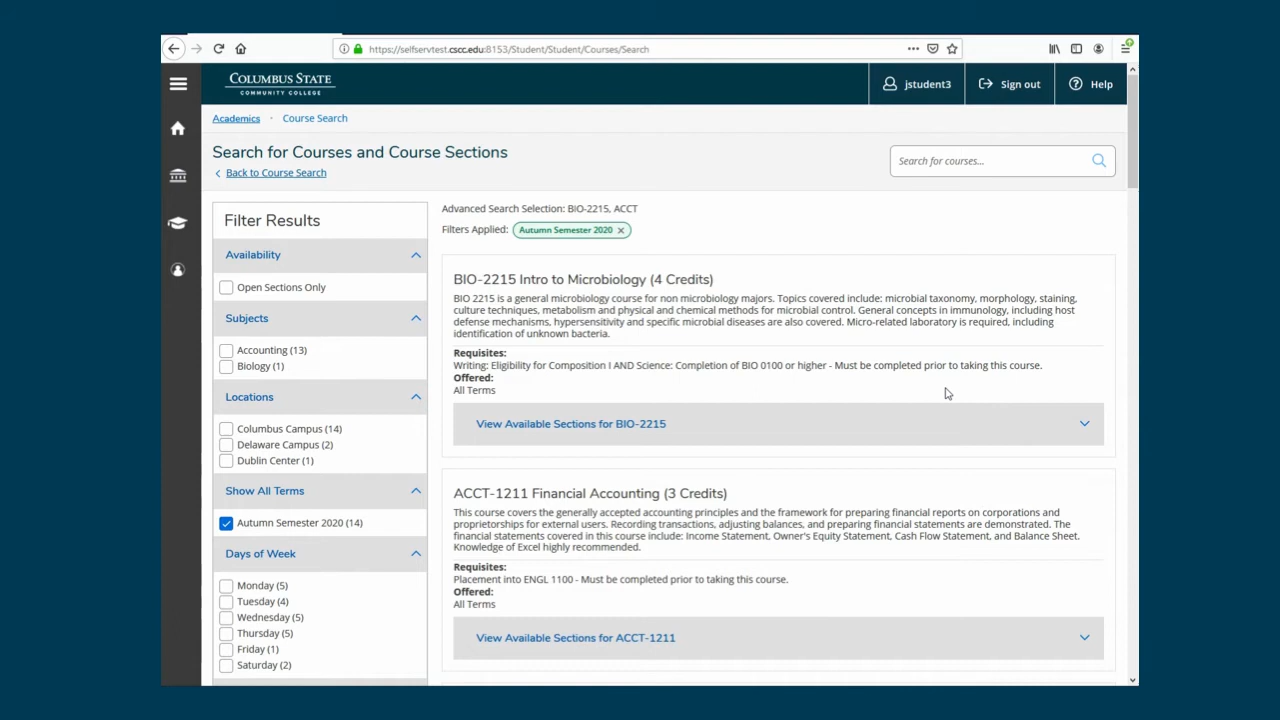 https://selfservtest.cscc.edu:8153/Student/Student/Courses/Search
COLUMBUS STATE
COMMUNITY COLLEGE
jstudent3
Sign out
Help
Academics · Course Search
Search for Courses and Course Sections
Back to Course Search
Search for courses...
Filter Results
Availability
Open Sections Only
Subjects
Accounting (13)
Biology (1)
Locations
Columbus Campus (14)
Delaware Campus (2)
Dublin Center (1)
Show All Terms
Autumn Semester 2020 (14)
Days of Week
Monday (5)
Tuesday (4)
Wednesday (5)
Thursday (5)
Friday (1)
Saturday (2)
Advanced Search Selection: BIO-2215, ACCT
Filters Applied: Autumn Semester 2020
BIO-2215 Intro to Microbiology (4 Credits)
BIO 2215 is a general microbiology course for non microbiology majors. Topics covered include: microbial taxonomy, morphology, staining,
culture techniques, metabolism and physical and chemical methods for microbial control. General concepts in immunology, including host
defense mechanisms, hypersensitivity and specific microbial diseases are also covered. Micro-related laboratory is required, including
identification of unknown bacteria.
Requisites:
Writing: Eligibility for Composition I AND Science: Completion of BIO 0100 or higher - Must be completed prior to taking this course.
Offered:
All Terms
View Available Sections for BIO-2215
ACCT-1211 Financial Accounting (3 Credits)
This course covers the generally accepted accounting principles and the framework for preparing financial reports on corporations and
proprietorships for external users. Recording transactions, adjusting balances, and preparing financial statements are demonstrated. The
financial statements covered in this course include: Income Statement, Owner's Equity Statement, Cash Flow Statement, and Balance Sheet.
Knowledge of Excel highly recommended.
Requisites:
Placement into ENGL 1100 - Must be completed prior to taking this course.
Offered:
All Terms
View Available Sections for ACCT-1211